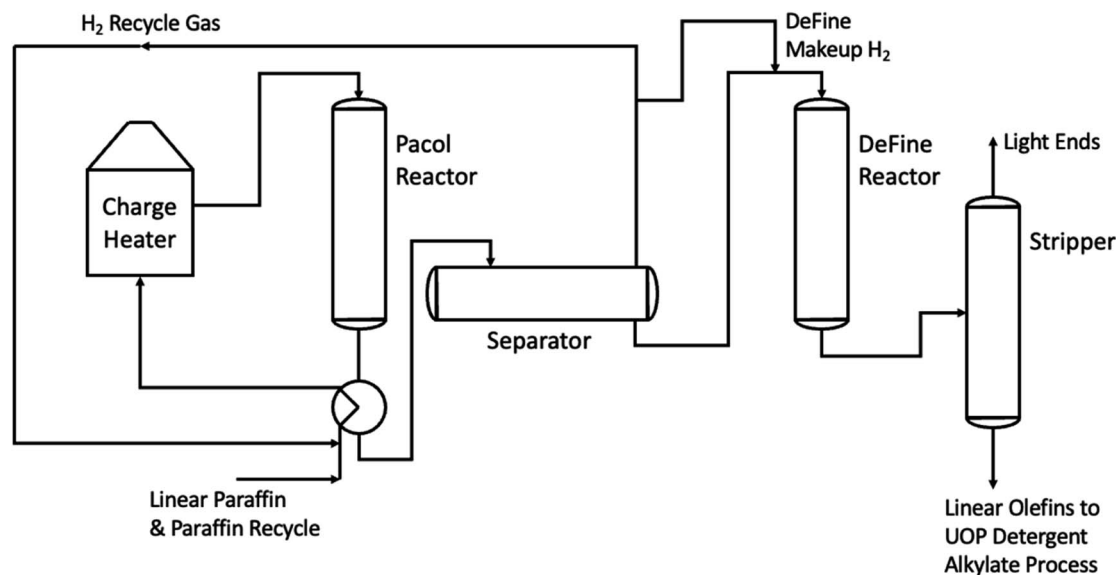 H₂ Recycle Gas
DeFine
Makeup H₂
Pacol
Reactor
DeFine
Reactor
Light Ends
Charge
Heater
Stripper
Separator
Linear Paraffin
& Paraffin Recycle
Linear Olefins to
UOP Detergent
Alkylate Process